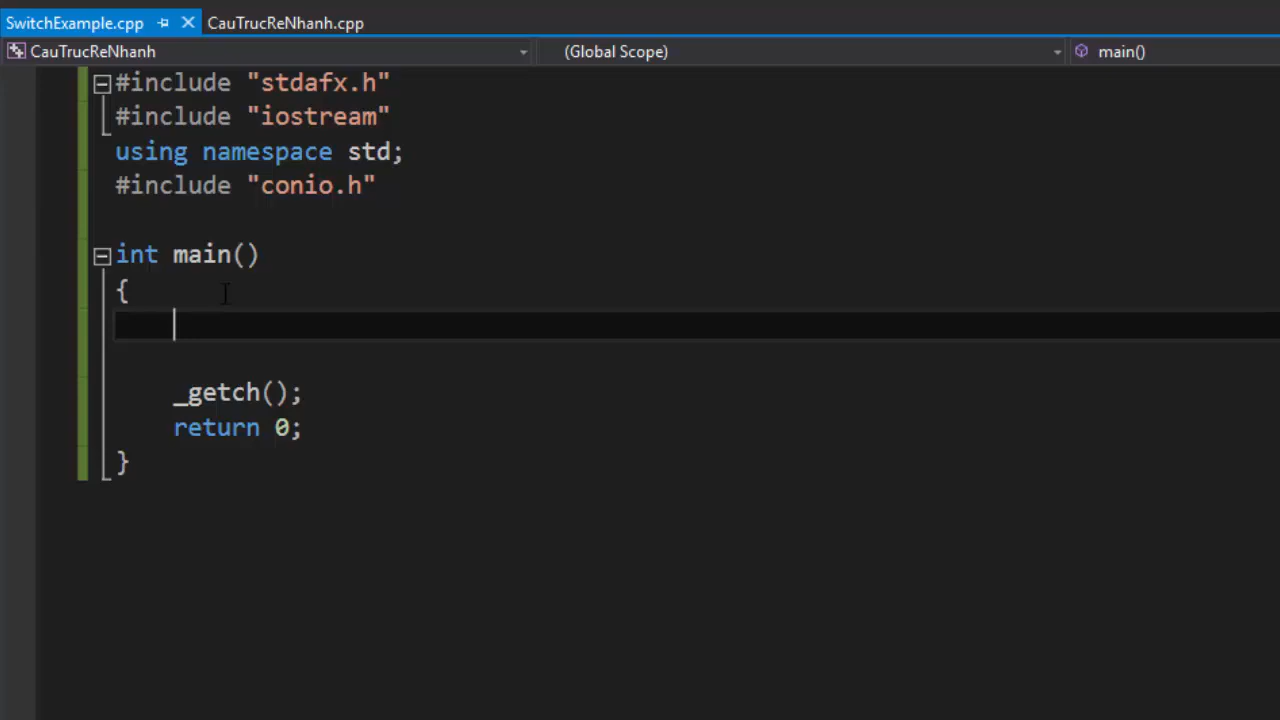 SwitchExample.cpp CauTrucReNhanh.cpp
CauTrucReNhanh (Global Scope) main()
#include "stdafx.h"
#include "iostream"
using namespace std;
#include "conio.h"
int main()
{
_getch();
return 0;
}